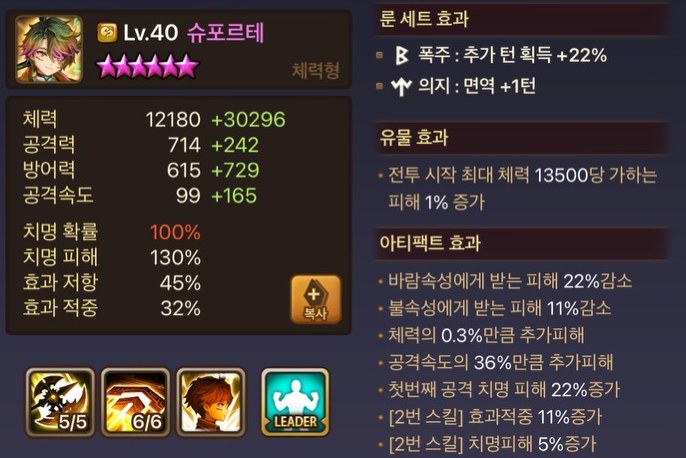 Lv.40 슈포르테
체력형
체력 12180 +30296
공격력 714 +242
방어력 615 +729
공격속도 99 +165
치명 확률 100%
치명 피해 130%
효과 저항 45%
효과 적중 32%
복사
5/5
6/6
LEADER
룬 세트 효과
폭주 : 추가 턴 획득 +22%
의지 : 면역 +1턴
유물 효과
• 전투 시작 최대 체력 13500당 가하는
피해 1% 증가
아티팩트 효과
• 바람속성에게 받는 피해 22%감소
• 불속성에게 받는 피해 11%감소
• 체력의 0.3%만큼 추가피해
• 공격속도의 36%만큼 추가피해
• 첫번째 공격 치명 피해 22%증가
• [2번 스킬] 효과적중 11%증가
• [2번 스킬] 치명피해 5%증가